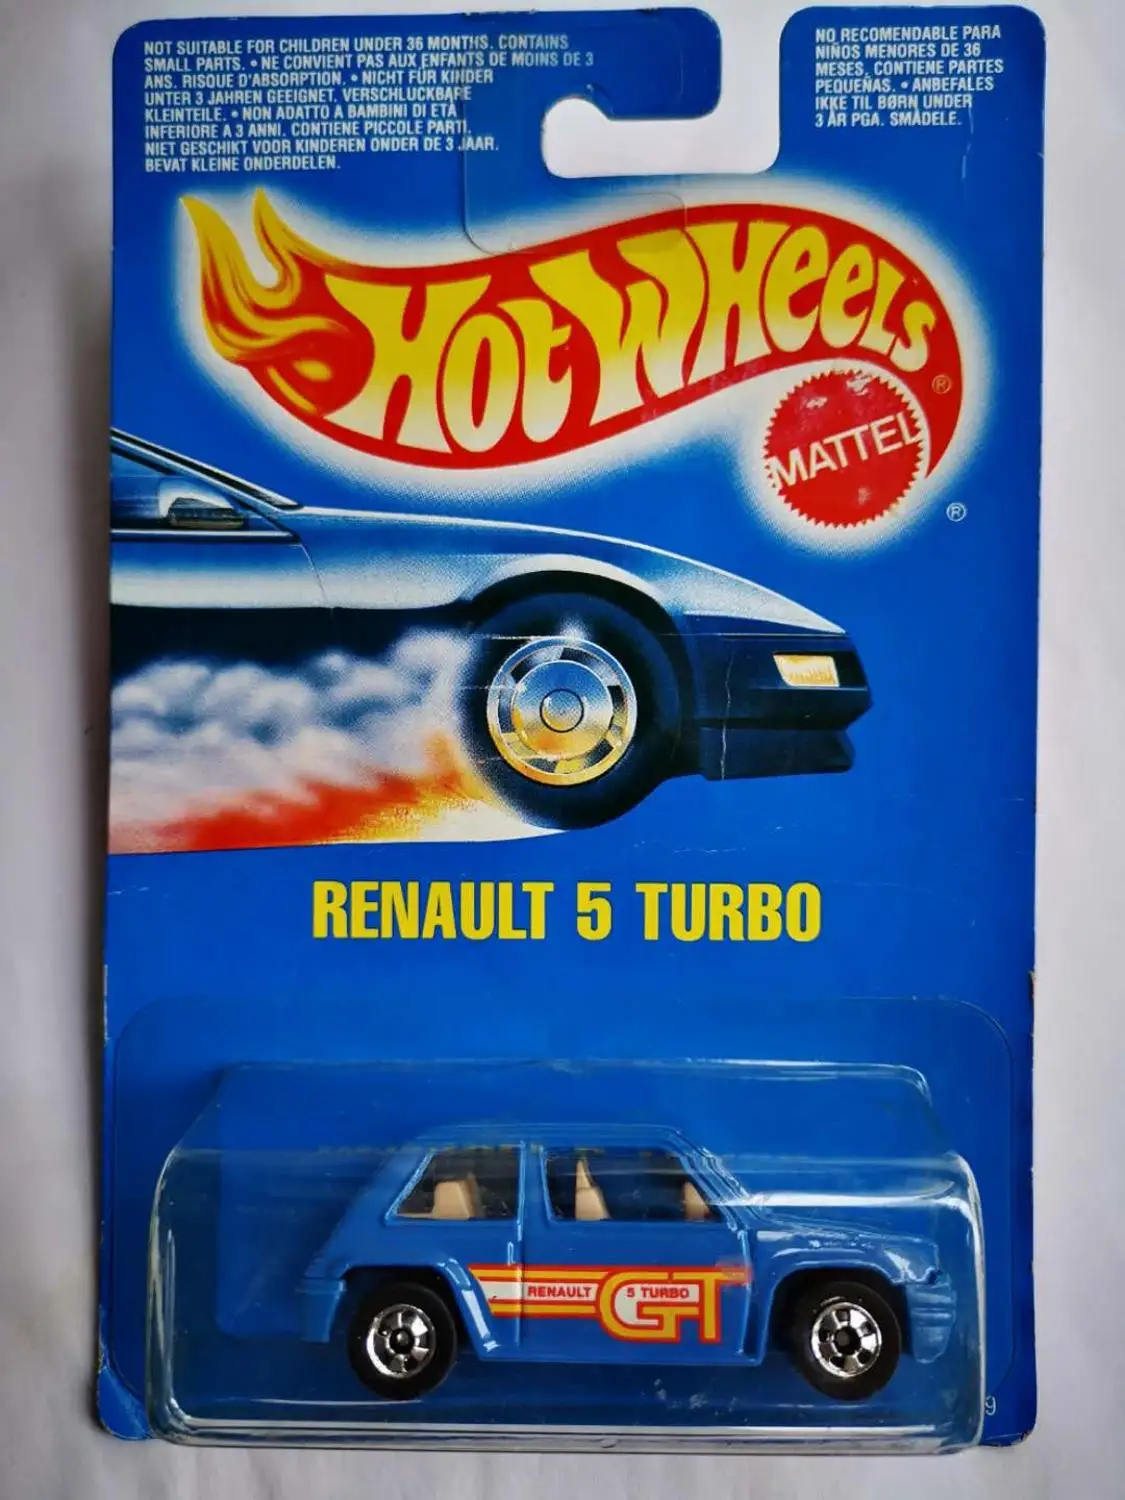 NOT SUITABLE FOR CHILDREN UNDER 36 MONTHS. CONTAINS
SMALL PARTS. • NE CONVIENT PAS AUX ENFANTS DE MOINS DE 3
ANS. RISQUE D'ABSORPTION. • NICHT FÜR KINDER
UNTER 3 JAHREN GEEIGNET, VERSCHLUCKBARE
KLEINTEILE. • NON ADATTO A BAMBINI DI ETÀ
INFERIORE A 3 ANNI. CONTIENE PICCOLE PARTI.
NIET GESCHIKT VOOR KINDEREN ONDER DE 3 JAAR.
BEVAT KLEINE ONDERDELEN.
NO RECOMENDABLE PARA
NIÑOS MENORES DE 36
MESES, CONTIENE PARTES
PEQUEÑAS. • ANBEFALES
IKKE TIL BØRN UNDER
3 ÅR PGA. SMÅDELE.
HOT WHEELS ®
MATTEL
®
RENAULT 5 TURBO
RENAULT 5 TURBO
GT
9